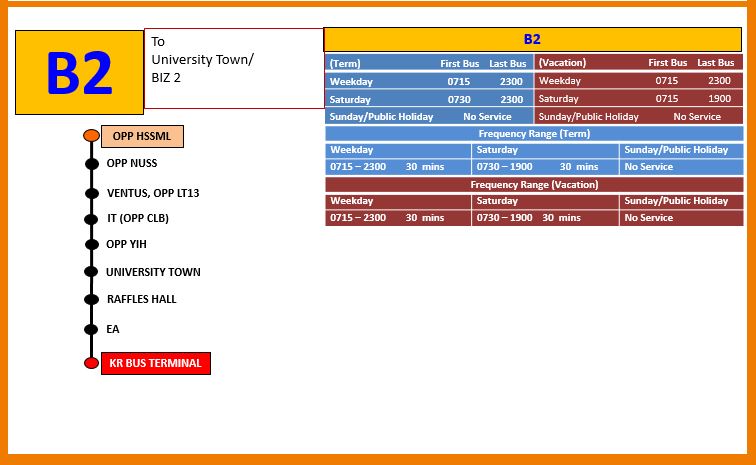 B2
To
University Town/
BIZ 2
B2
(Term) First Bus Last Bus (Vacation) First Bus Last Bus
Weekday 0715 2300 Weekday 0715 2300
Saturday 0730 2300 Saturday 0715 1900
Sunday/Public Holiday No Service Sunday/Public Holiday No Service
Frequency Range (Term)
Weekday Saturday Sunday/Public Holiday
0715 – 2300 30 mins 0730 – 1900 30 mins No Service
Frequency Range (Vacation)
Weekday Saturday Sunday/Public Holiday
0715 – 2300 30 mins 0730 – 1900 30 mins No Service
OPP HSSML
OPP NUSS
VENTUS, OPP LT13
IT (OPP CLB)
OPP YIH
UNIVERSITY TOWN
RAFFLES HALL
EA
KR BUS TERMINAL